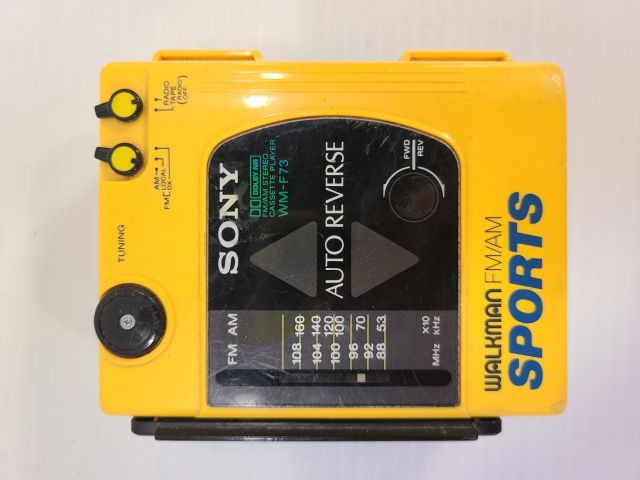 RADIO
TAPE
(RADIO
OFF)
AM
LOCAL
FM DX
TUNING
SONY
DOLBY NR
FM/AM STEREO
CASSETTE PLAYER
WM-F73
AUTO REVERSE
FWD
REV
FM AM
108 160
104 140
100 120
100
96
92 70
88 53
MHz X10 kHz
WALKMAN FM/AM
SPORTS